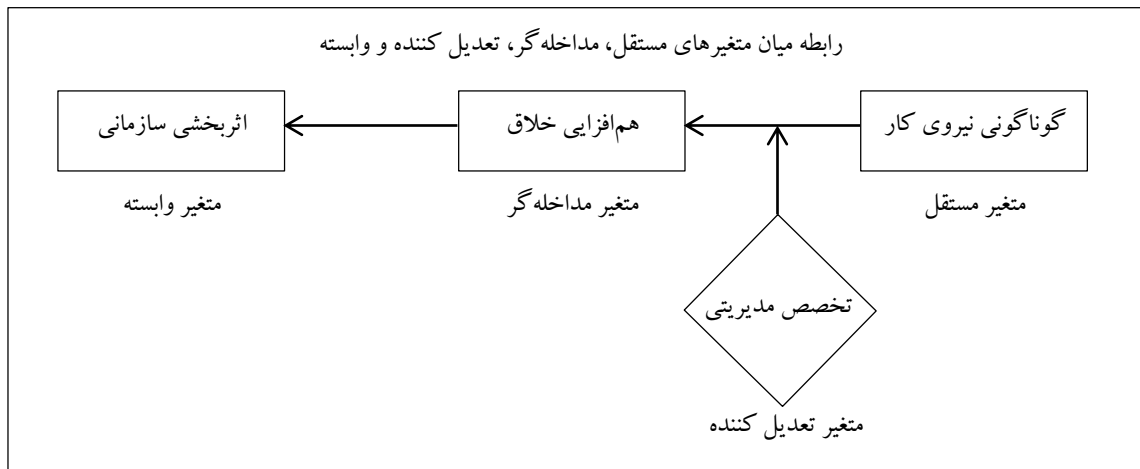 رابطه میان متغیرهای مستقل، مداخله‌گر، تعدیل کننده و وابسته
گوناگونی نیروی کار
هم‌افزایی خلاق
اثربخشی سازمانی
متغیر مستقل
متغیر مداخله‌گر
متغیر وابسته
تخصص مدیریتی
متغیر تعدیل کننده